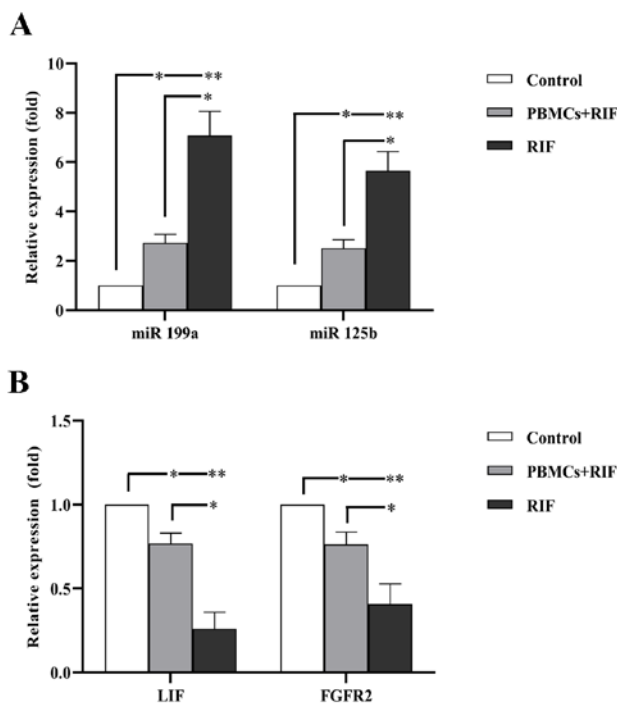 A
Relative expression (fold)
10
8
6
4
2
0
* **
*
* **
*
miR 199a
miR 125b
Control
PBMCs+RIF
RIF
B
Relative expression (fold)
1.5
1.0
0.5
0.0
* **
*
* **
*
LIF
FGFR2
Control
PBMCs+RIF
RIF